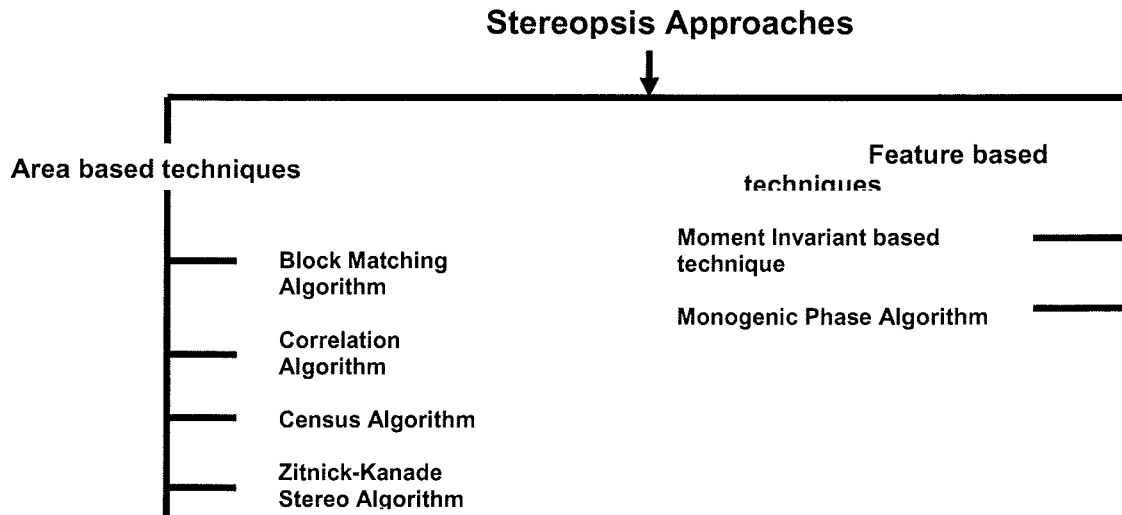 Stereopsis Approaches
Area based techniques
Feature based
techniques
Block Matching
Algorithm
Correlation
Algorithm
Census Algorithm
Zitnick-Kanade
Stereo Algorithm
Moment Invariant based
technique
Monogenic Phase Algorithm